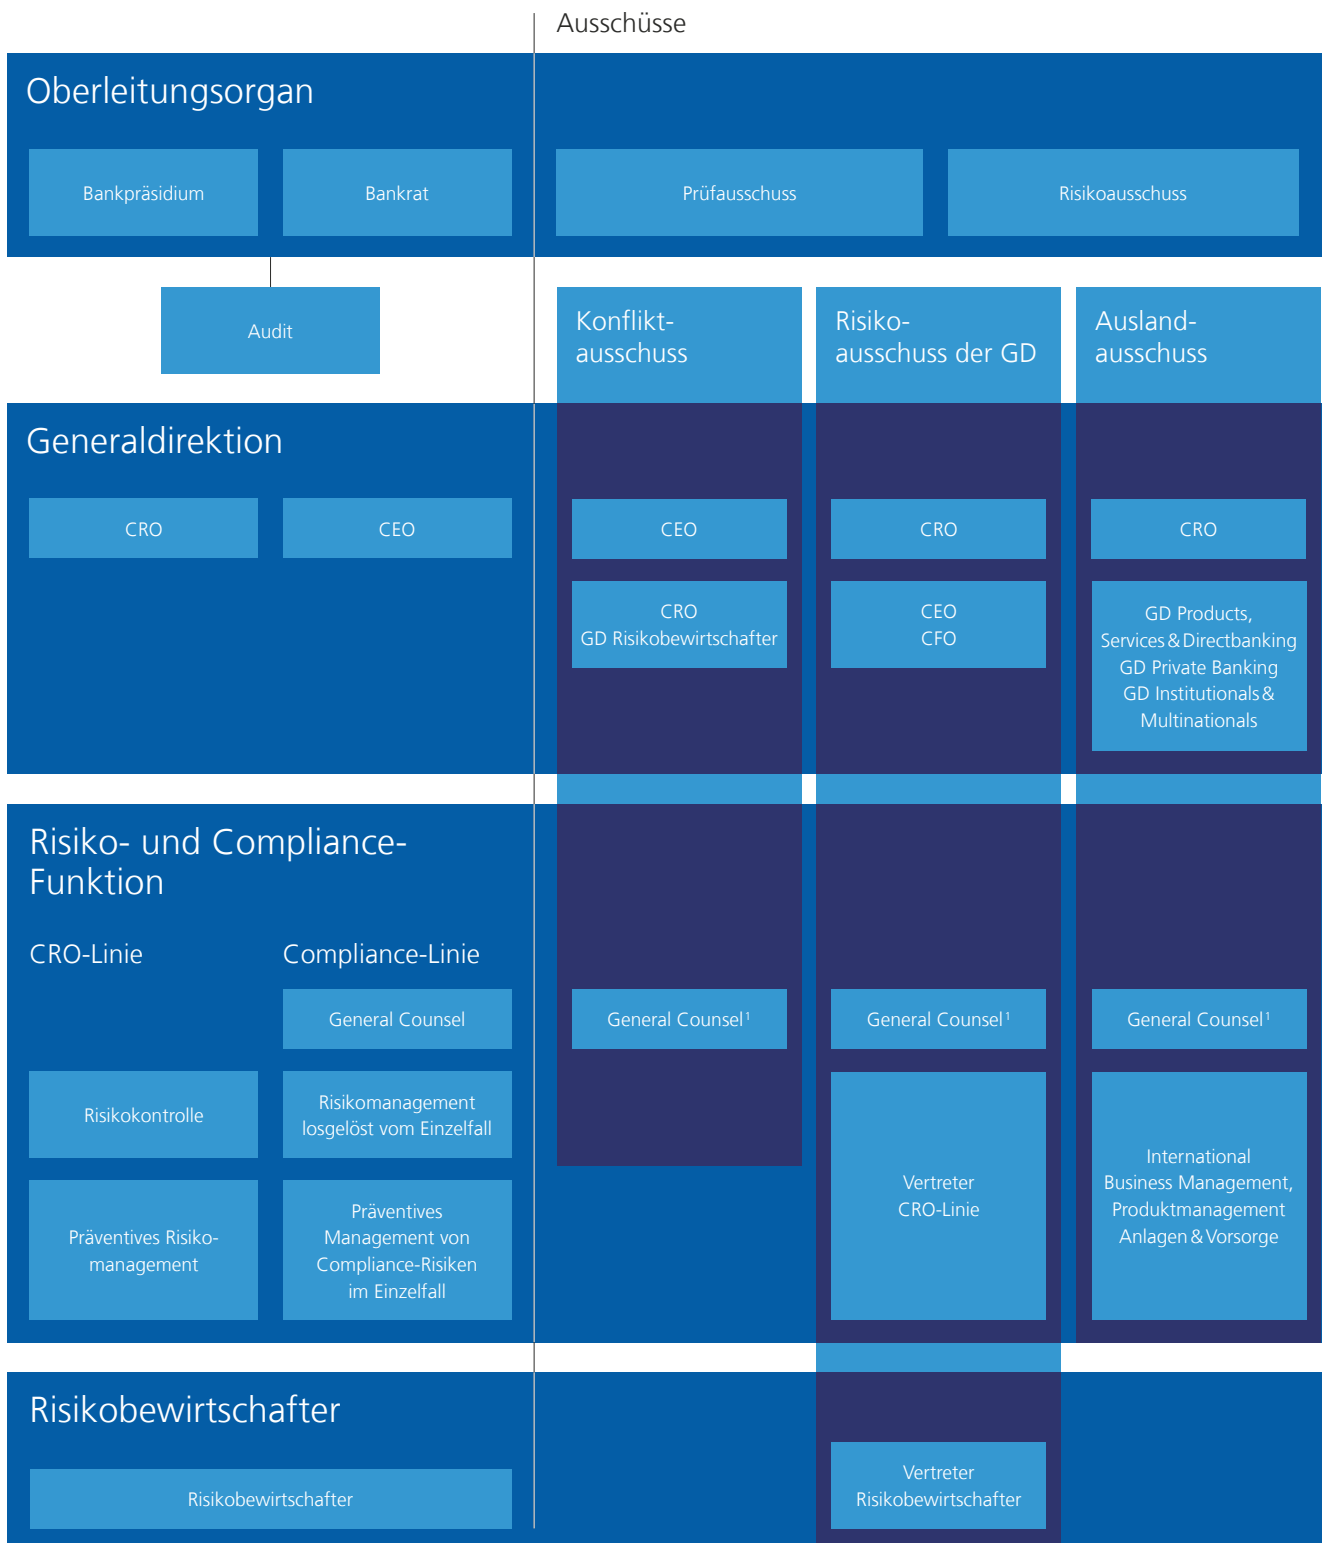 Ausschüsse
Oberleitungsorgan
Bankpräsidium
Bankrat
Prüfausschuss
Risikoausschuss
Audit
Konflikt-
ausschuss
Risiko-
ausschuss der GD
Ausland-
ausschuss
Generaldirektion
CRO
CEO
CEO
CRO
GD Risikobewirtschafter
CRO
CEO
CFO
CRO
GD Products,
Services & Directbanking
GD Private Banking
GD Institutionals &
Multinationals
Risiko- und Compliance-
Funktion
CRO-Linie
Compliance-Linie
General Counsel
Risikokontrolle
Risikomanagement
losgelöst vom Einzelfall
Präventives Risiko-
management
Präventives
Management von
Compliance-Risiken
im Einzelfall
General Counsel¹
General Counsel¹
Vertreter
CRO-Linie
General Counsel¹
International
Business Management,
Produktmanagement
Anlagen & Vorsorge
Risikobewirtschafter
Risikobewirtschafter
Vertreter
Risikobewirtschafter